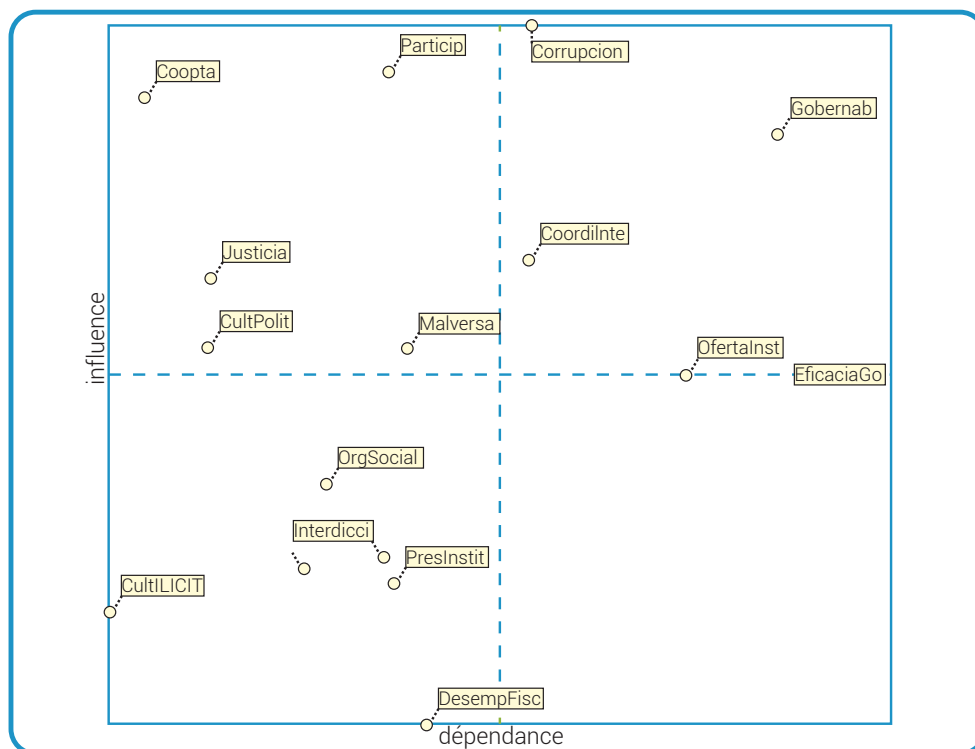 Particip
Corrupcion
Coopta
Gobernab
CoordiInte
Justicia
CultPolit
Malversa
OfertaInst
influence
EficaciaGo
OrgSocial
Interdicci
PresInstit
CultILICIT
DesempFisc
dépendance